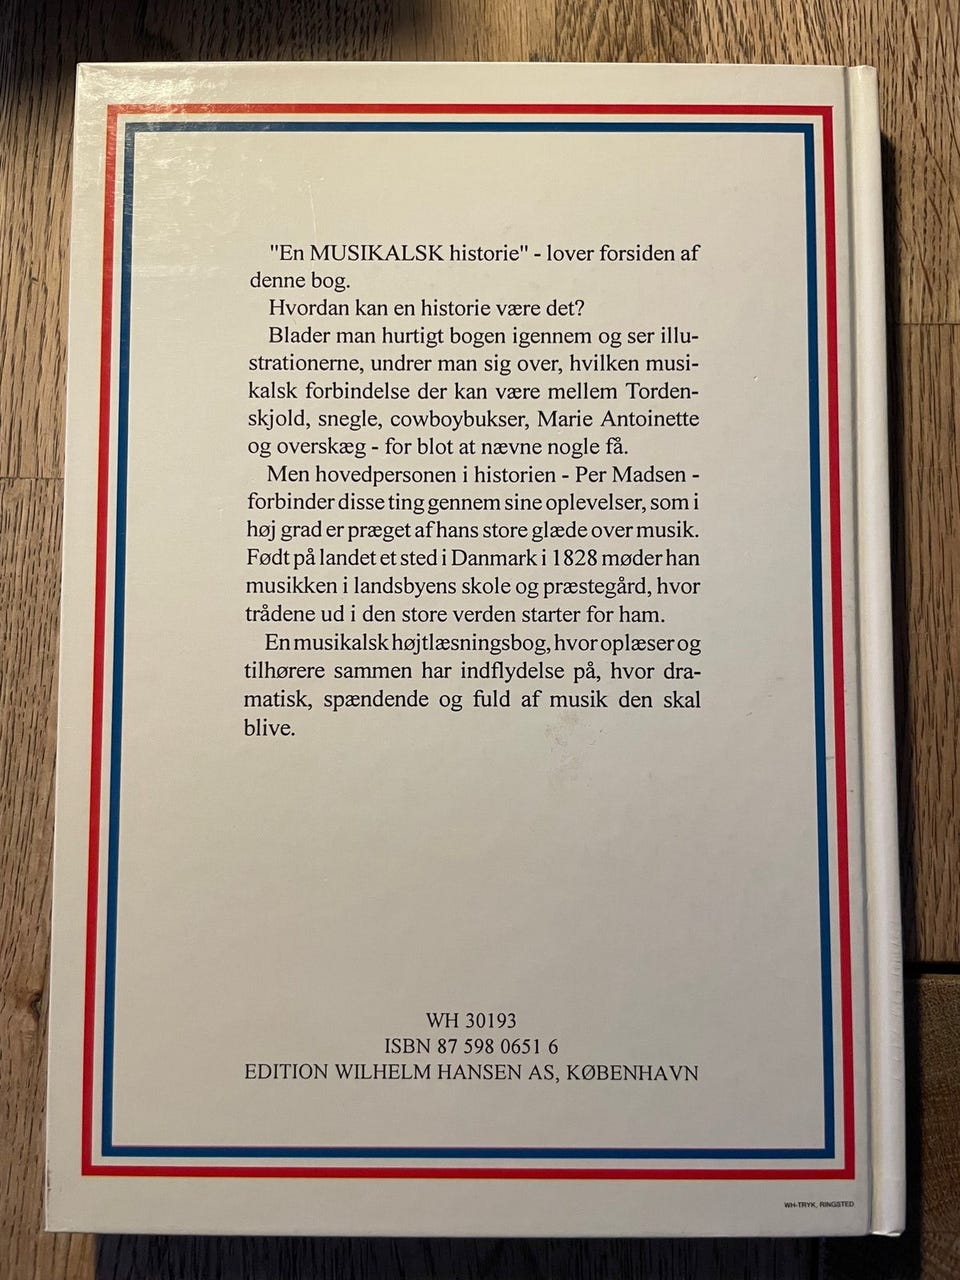 "En MUSIKALSK historie" - lover forsiden af
denne bog.
Hvordan kan en historie være det?
Blader man hurtigt bogen igennem og ser illu-
strationerne, undrer man sig over, hvilken musi-
kalsk forbindelse der kan være mellem Torden-
skjold, snegle, cowboybukser, Marie Antoinette
og overskæg - for blot at nævne nogle få.
Men hovedpersonen i historien - Per Madsen -
forbinder disse ting gennem sine oplevelser, som i
høj grad er præget af hans store glæde over musik.
Født på landet et sted i Danmark i 1828 møder han
musikken i landsbyens skole og præstegård, hvor
trådene ud i den store verden starter for ham.
En musikalsk højtlæsningsbog, hvor oplæser og
tilhørere sammen har indflydelse på, hvor dra-
matisk, spændende og fuld af musik den skal
blive.
WH 30193
ISBN 87 598 0651 6
EDITION WILHELM HANSEN AS, KØBENHAVN
WH-TRYK, RINGSTED